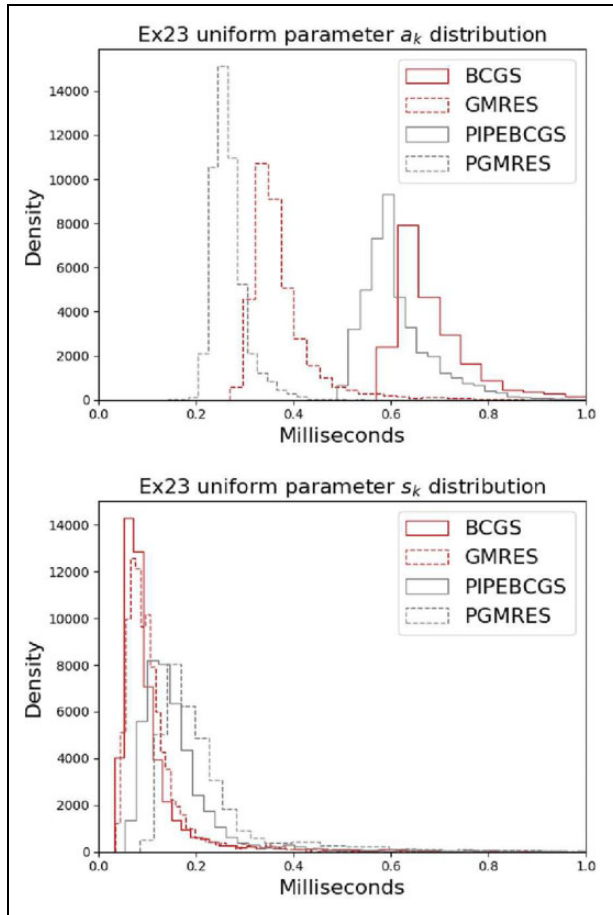 Ex23 uniform parameter a_k distribution
BCGS
GMRES
PIPEBCGS
PGMRES
14000
12000
10000
8000
6000
4000
2000
0
Density
0.0 0.2 0.4 0.6 0.8 1.0
Milliseconds
Ex23 uniform parameter s_k distribution
BCGS
GMRES
PIPEBCGS
PGMRES
14000
12000
10000
8000
6000
4000
2000
0
Density
0.0 0.2 0.4 0.6 0.8 1.0
Milliseconds